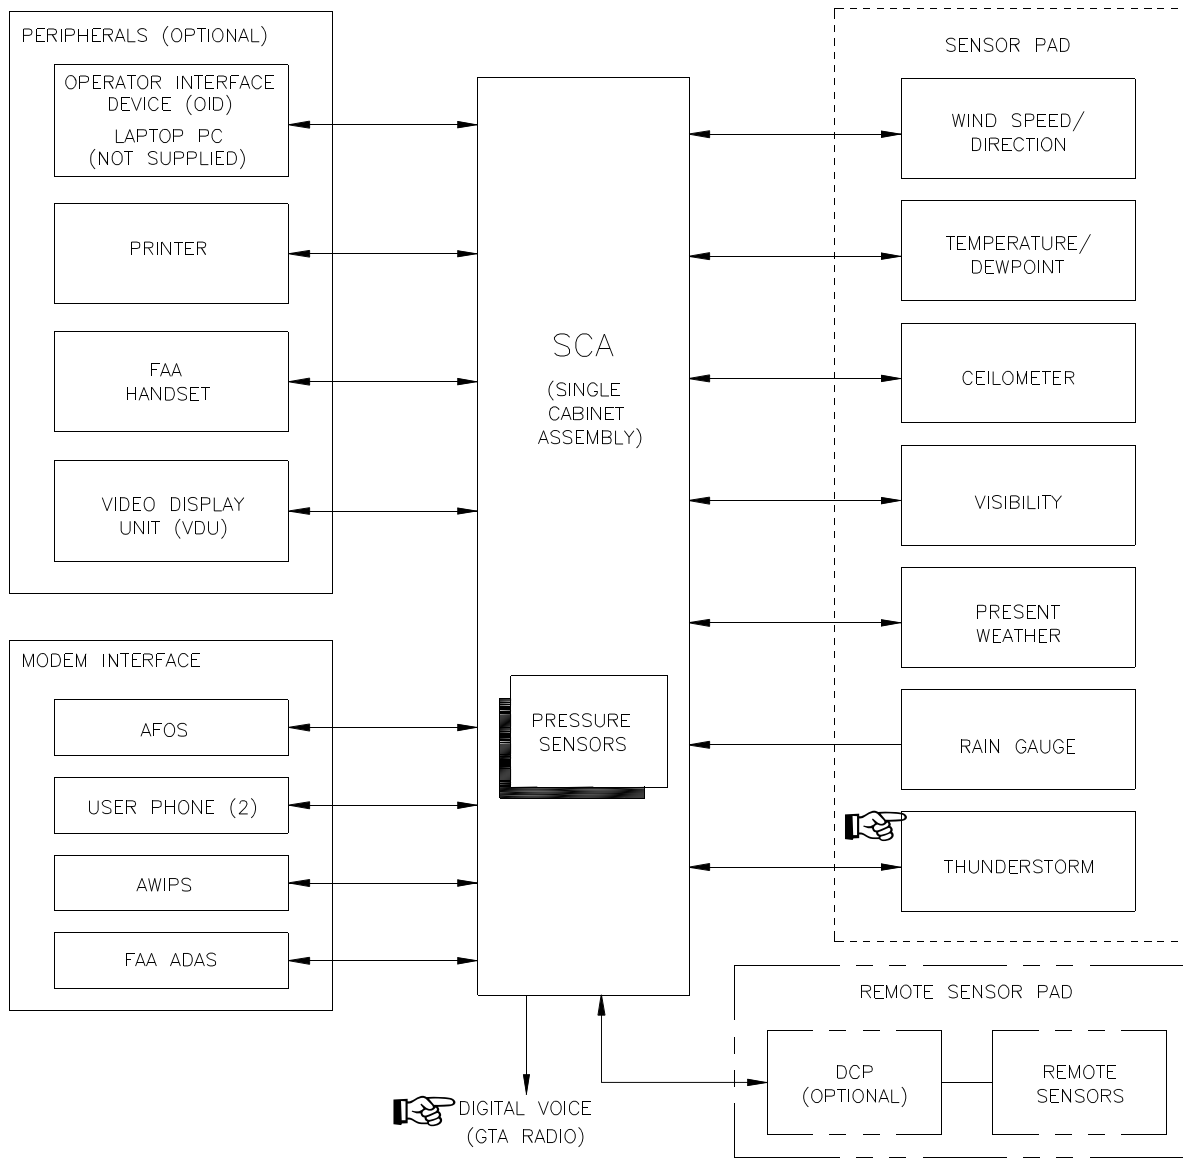 PERIPHERALS (OPTIONAL)
OPERATOR INTERFACE
DEVICE (OID)
LAPTOP PC
(NOT SUPPLIED)
PRINTER
FAA
HANDSET
VIDEO DISPLAY
UNIT (VDU)
MODEM INTERFACE
AFOS
USER PHONE (2)
AWIPS
FAA ADAS
SCA
(SINGLE
CABINET
ASSEMBLY)
PRESSURE
SENSORS
DIGITAL VOICE
(GTA RADIO)
SENSOR PAD
WIND SPEED/
DIRECTION
TEMPERATURE/
DEWPOINT
CEILOMETER
VISIBILITY
PRESENT
WEATHER
RAIN GAUGE
THUNDERSTORM
REMOTE SENSOR PAD
DCP
(OPTIONAL)
REMOTE
SENSORS